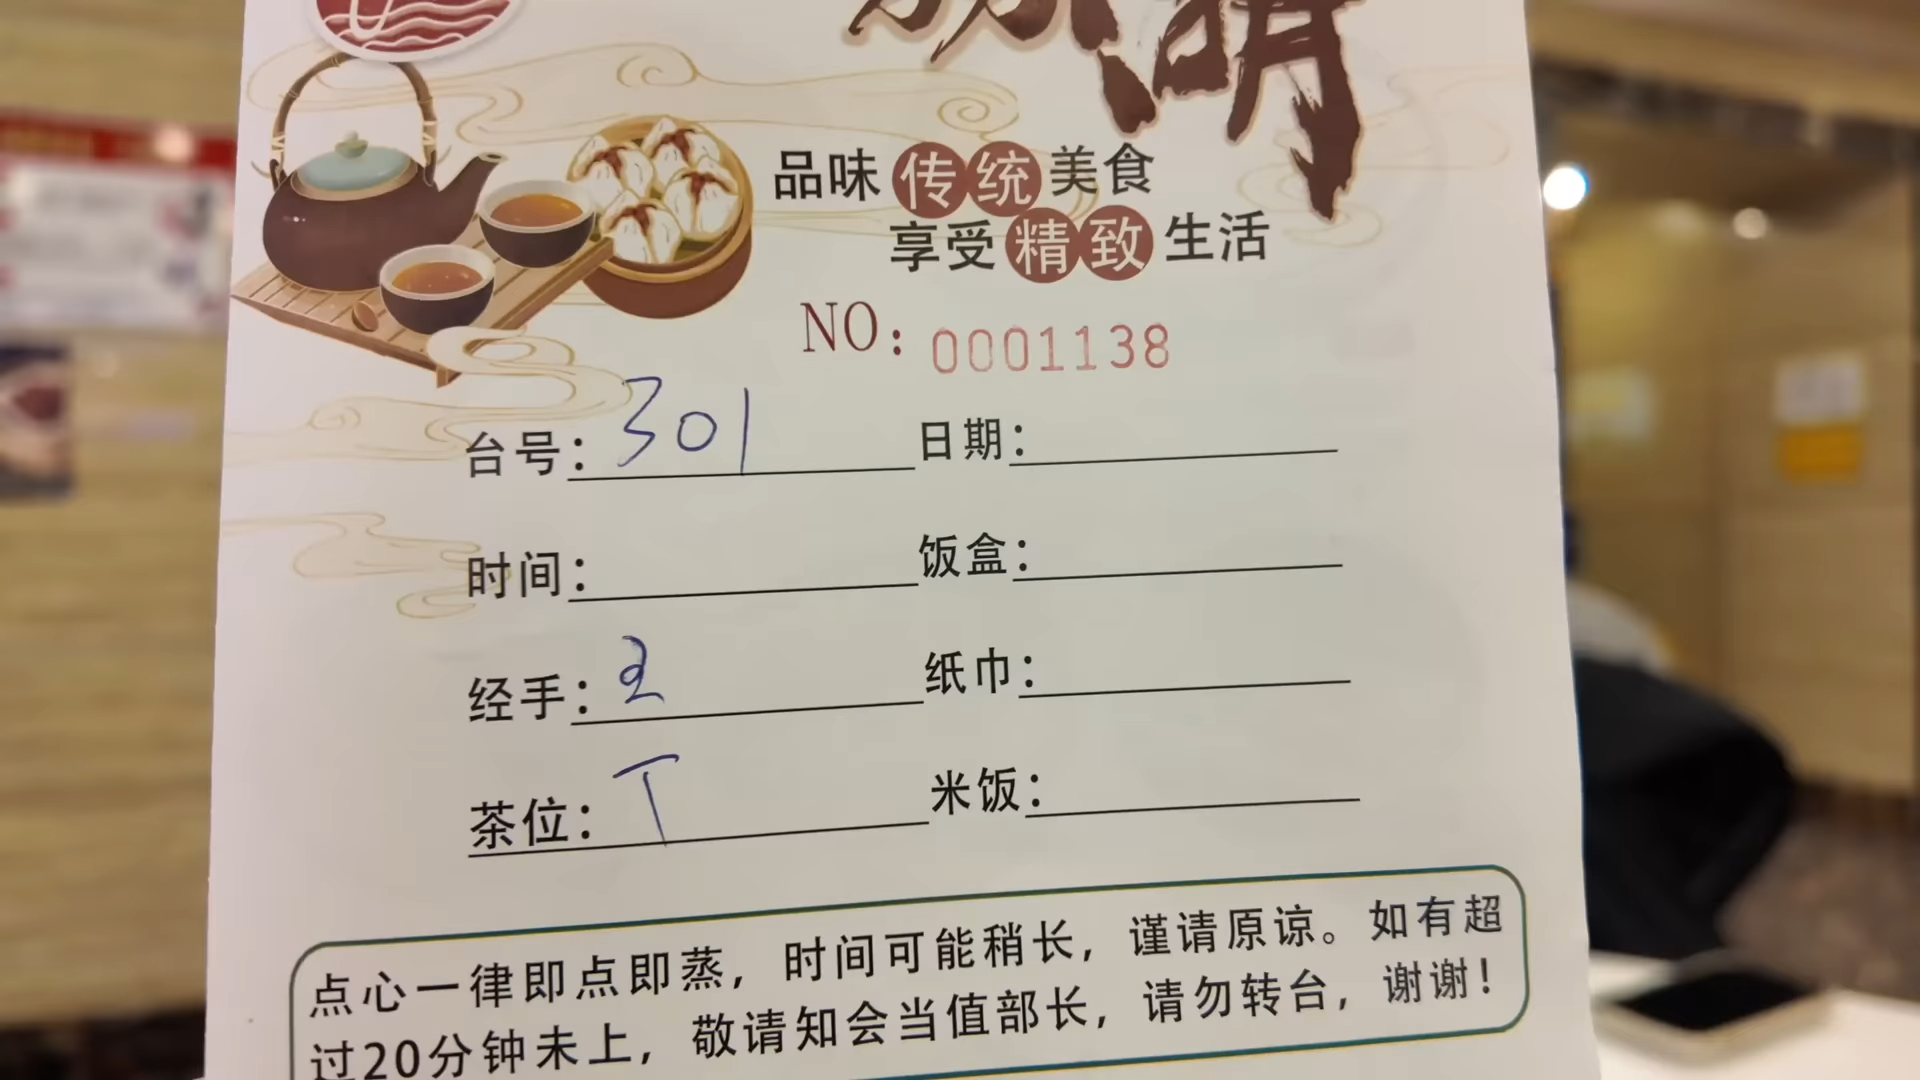 品味传统美食
享受精致生活
NO: 0001138
台号: 301 日期:
时间: 饭盒:
经手: 纸巾:
茶位: T 米饭:
点心一律即点即蒸，时间可能稍长，谨请原谅。如有超
过20分钟未上，敬请知会当值部长，请勿转台，谢谢！